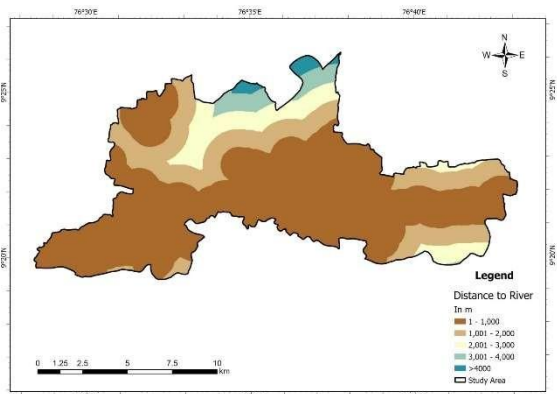 76°30'E 76°35'E 76°40'E
N
W E
S
9°25'N 9°25'N
9°20'N 9°20'N
Legend
Distance to River
In m
1 - 1,000
1,001 - 2,000
2,001 - 3,000
3,001 - 4,000
>4000
Study Area
0 1.25 2.5 5 7.5 10
km